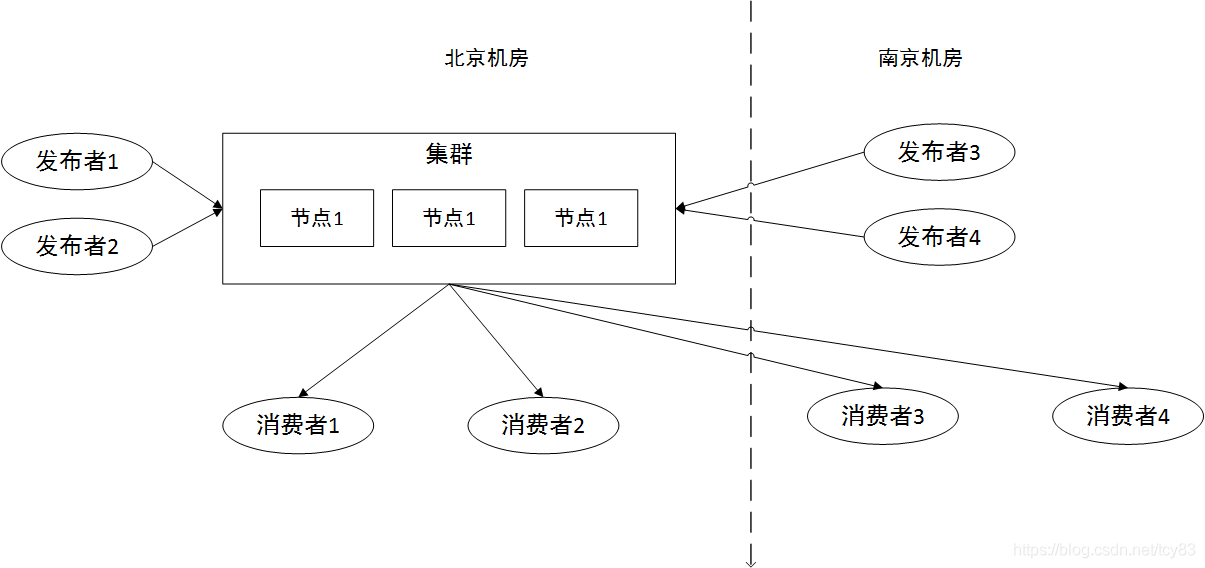 北京机房
南京机房
发布者1
发布者2
集群
节点1
节点1
节点1
发布者3
发布者4
消费者1
消费者2
消费者3
消费者4
https://blog.csdn.net/tcy83